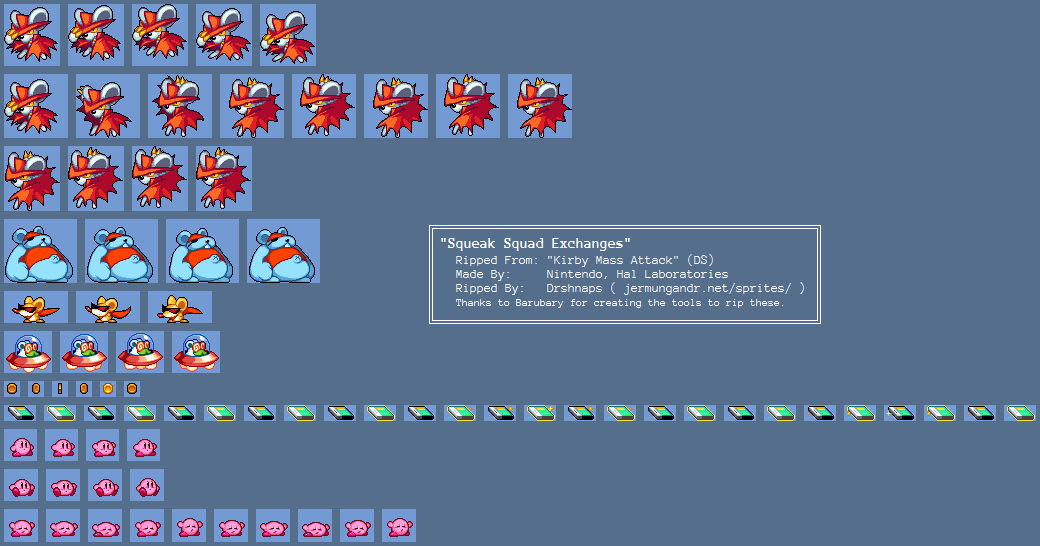 "Squeak Squad Exchanges"
Ripped From: "Kirby Mass Attack" (DS)
Made By: Nintendo, Hal Laboratories
Ripped By: Drshnaps ( jermungandr.net/sprites/ )
Thanks to Barubary for creating the tools to rip these.